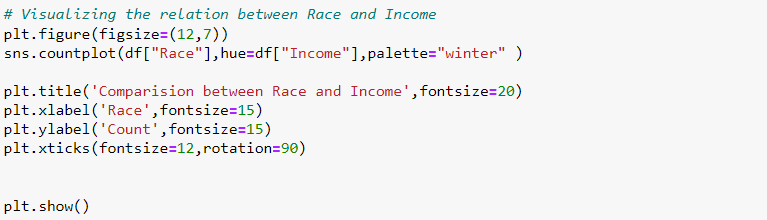 # Visualizing the relation between Race and Income
plt.figure(figsize=(12,7))
sns.countplot(df["Race"],hue=df["Income"],palette="winter" )
plt.title('Comparision between Race and Income',fontsize=20)
plt.xlabel('Race',fontsize=15)
plt.ylabel('Count',fontsize=15)
plt.xticks(fontsize=12,rotation=90)
plt.show()